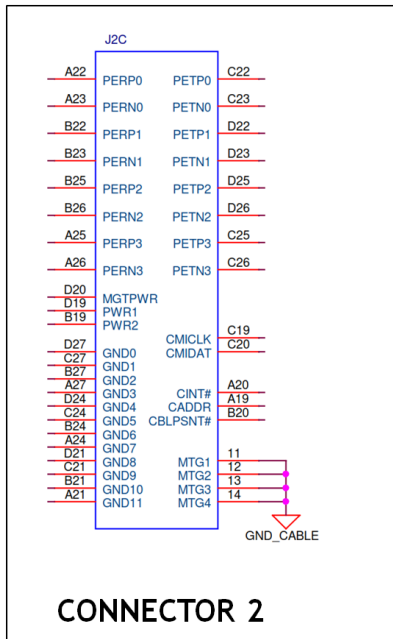 J2C
A22 PERP0 PETP0 C22
A23 PERN0 PETN0 C23
B22 PERP1 PETP1 D22
B23 PERN1 PETN1 D23
B25 PERP2 PETP2 D25
B26 PERN2 PETN2 D26
A25 PERP3 PETP3 C25
A26 PERN3 PETN3 C26
D20 MGTPWR
D19 PWR1
B19 PWR2
CMICLK C19
CMIDAT C20
D27 GND0
C27 GND1
B27 GND2
A27 GND3 CINT# A20
D24 GND4 CADDR A19
C24 GND5 CBLPSNT# B20
B24 GND6
A24 GND7
D21 GND8 MTG1 11
C21 GND9 MTG2 12
B21 GND10 MTG3 13
A21 GND11 MTG4 14
GND_CABLE
CONNECTOR 2